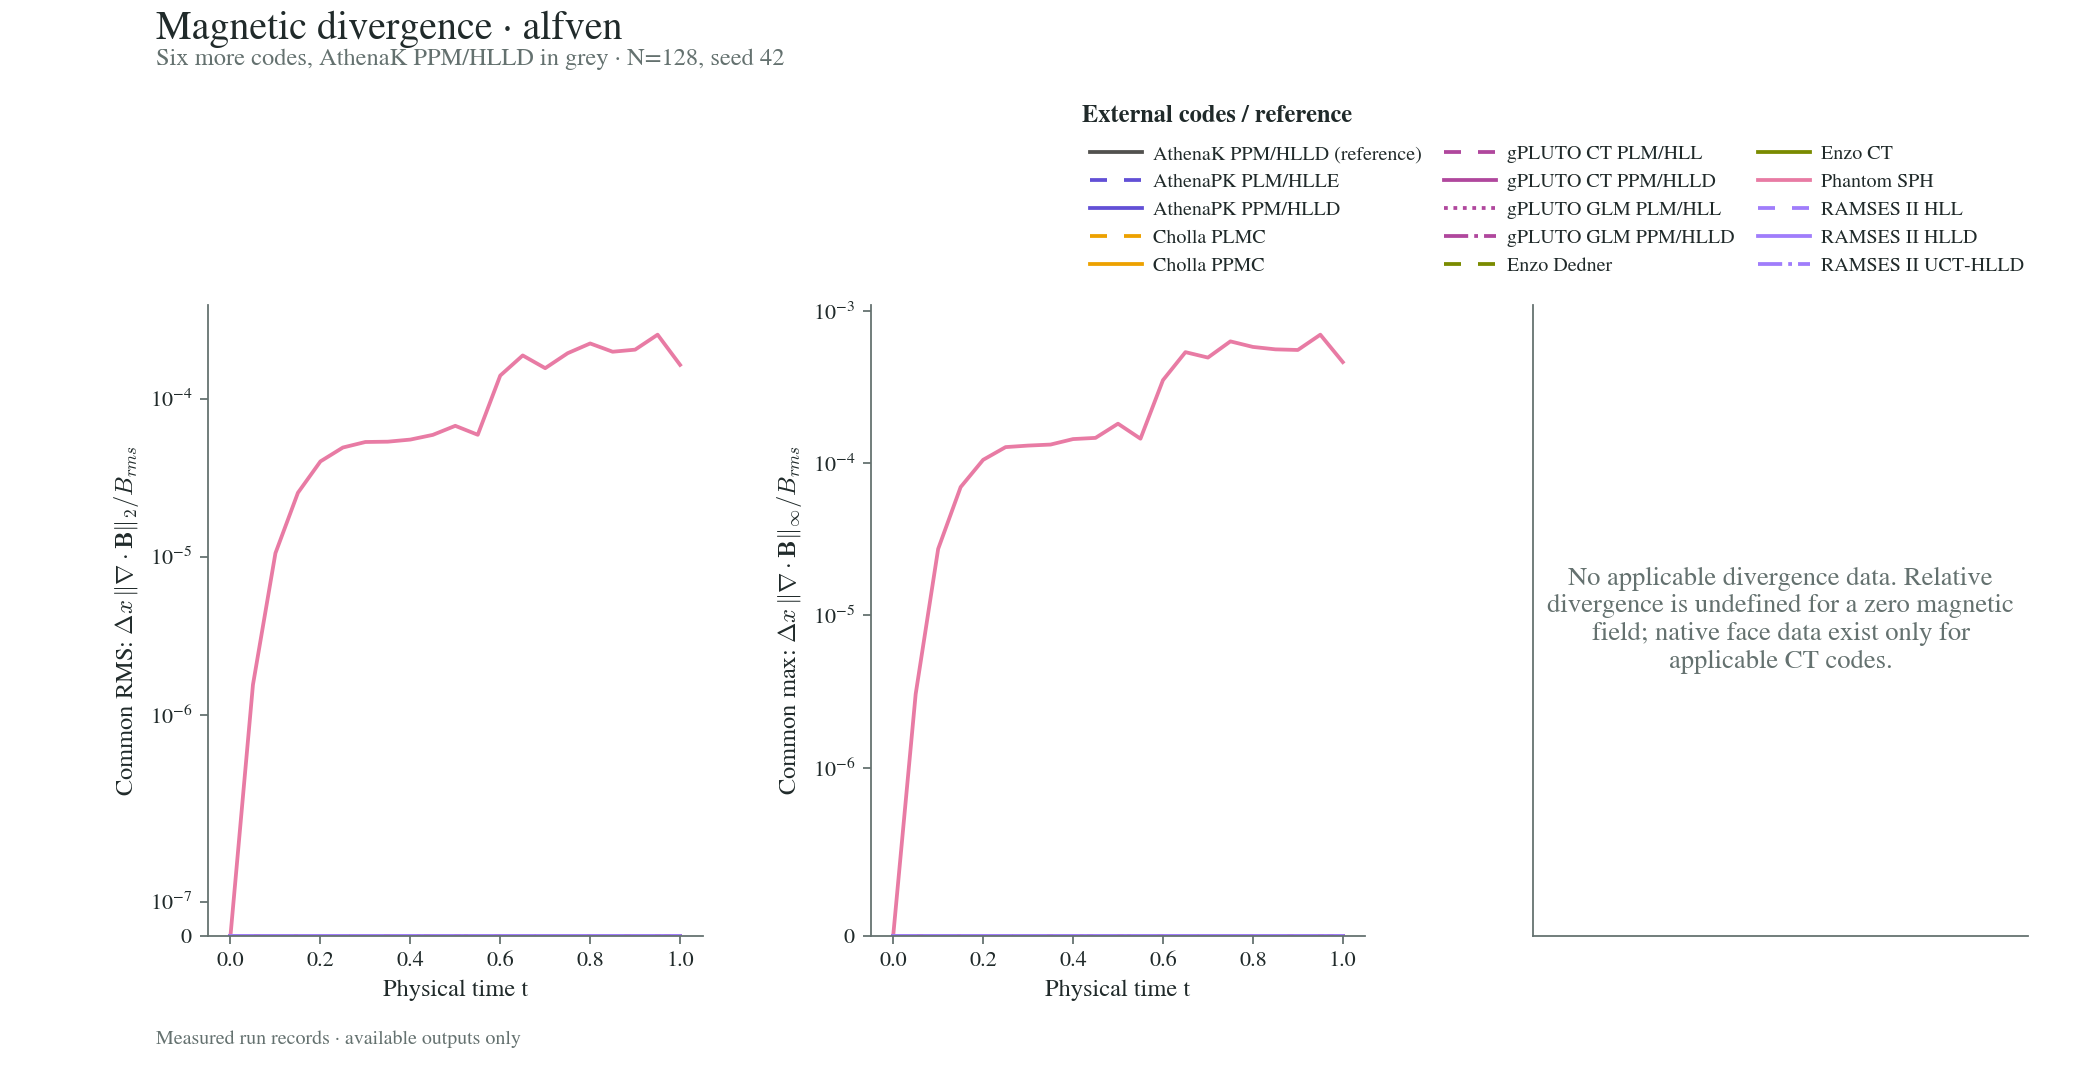 Magnetic divergence · alfven
Six more codes, AthenaK PPM/HLLD in grey · N=128, seed 42
External codes / reference
AthenaK PPM/HLLD (reference)
AthenaPK PLM/HLLE
AthenaPK PPM/HLLD
Cholla PLMC
Cholla PPMC
gPLUTO CT PLM/HLL
gPLUTO CT PPM/HLLD
gPLUTO GLM PLM/HLL
gPLUTO GLM PPM/HLLD
Enzo Dedner
Enzo CT
Phantom SPH
RAMSES II HLL
RAMSES II HLLD
RAMSES II UCT-HLLD
Common RMS: Δx ‖∇ · B‖₂/B_rms
10⁻⁴
10⁻⁵
10⁻⁶
10⁻⁷
0
0.0 0.2 0.4 0.6 0.8 1.0
Physical time t
Common max: Δx ‖∇ · B‖∞/B_rms
10⁻³
10⁻⁴
10⁻⁵
10⁻⁶
0
0.0 0.2 0.4 0.6 0.8 1.0
Physical time t
No applicable divergence data. Relative
divergence is undefined for a zero magnetic
field; native face data exist only for
applicable CT codes.
Measured run records · available outputs only